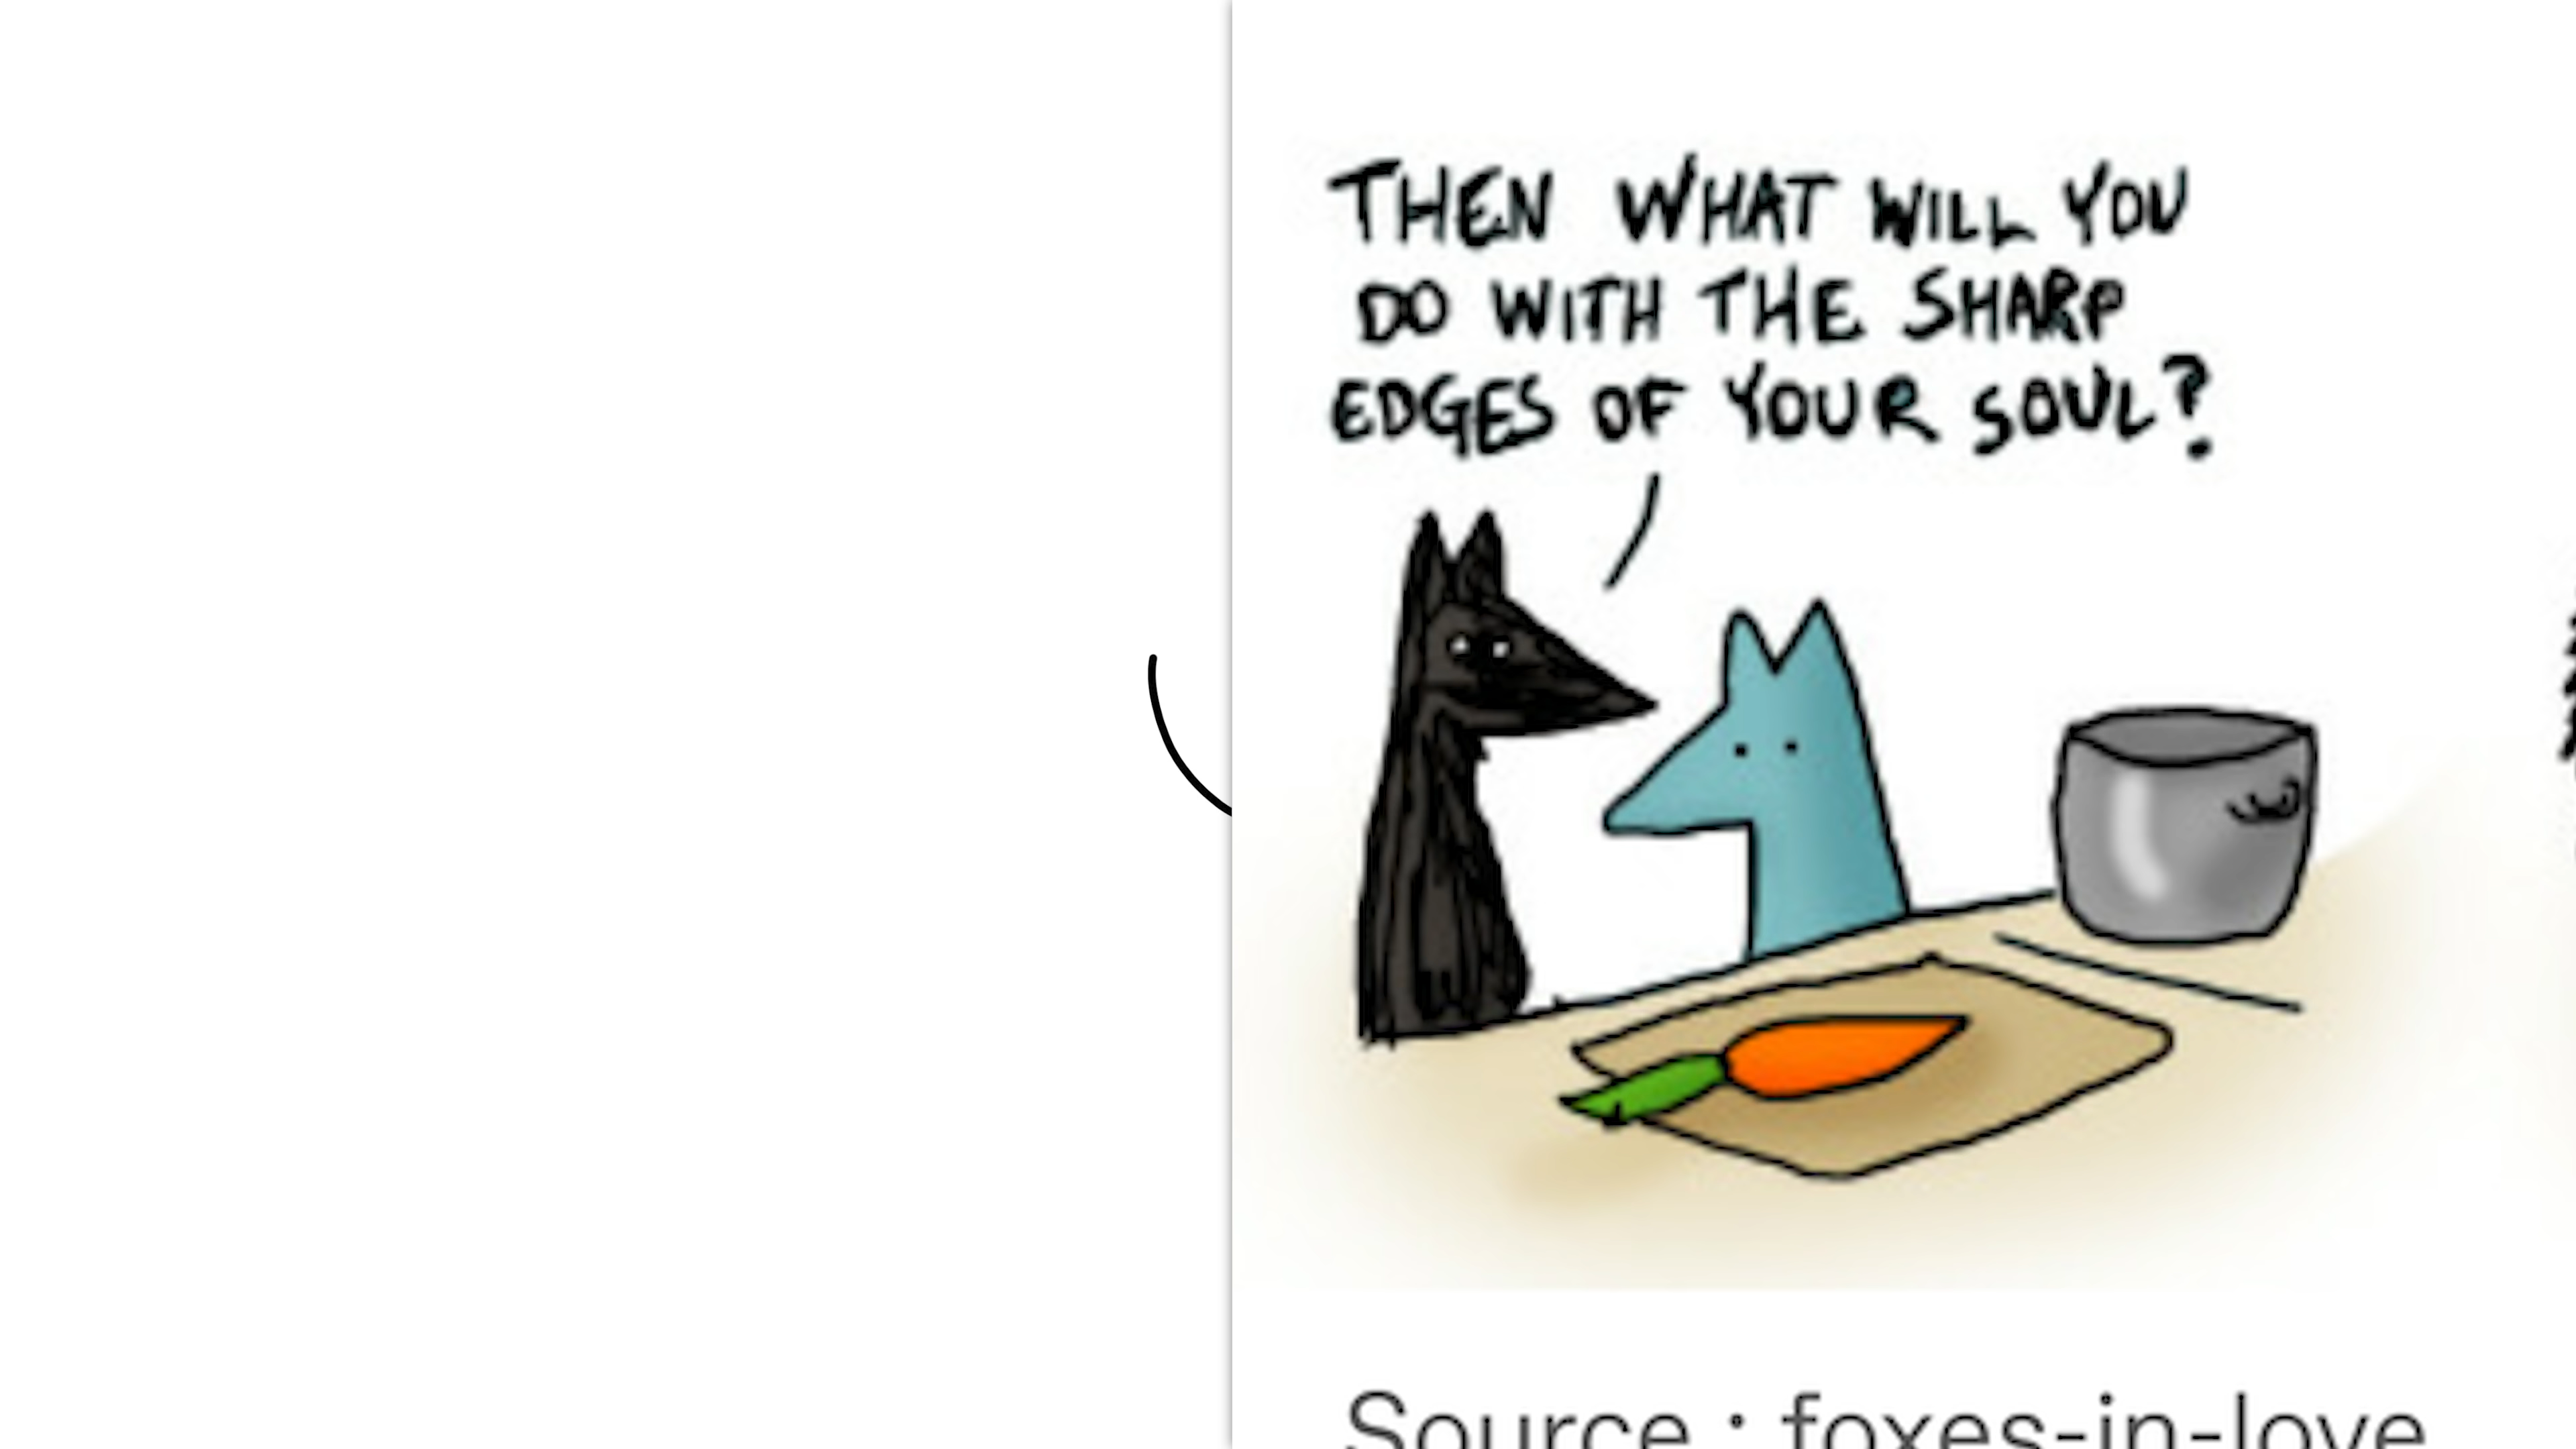 THEN WHAT WILL YOU
DO WITH THE SHARP
EDGES OF YOUR SOUL?
Source : foxes-in-love